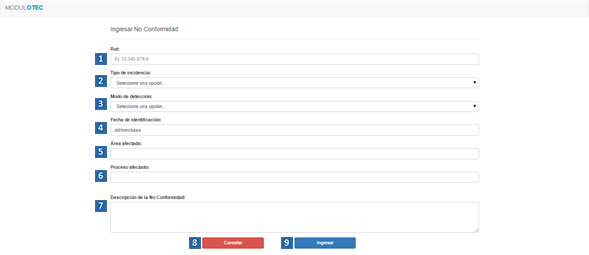 MODULOTEC
Ingresar No Conformidad
Rut:
1 Ej: 12.345.678-9
Tipo de incidencia:
2 Seleccione una opción...
Modo de detección:
3 Seleccione una opción...
Fecha de identificación:
4 dd/mm/aaaa
Área afectada:
5
Proceso afectado:
6
Descripción de la No Conformidad:
7
8 Cancelar 9 Ingresar